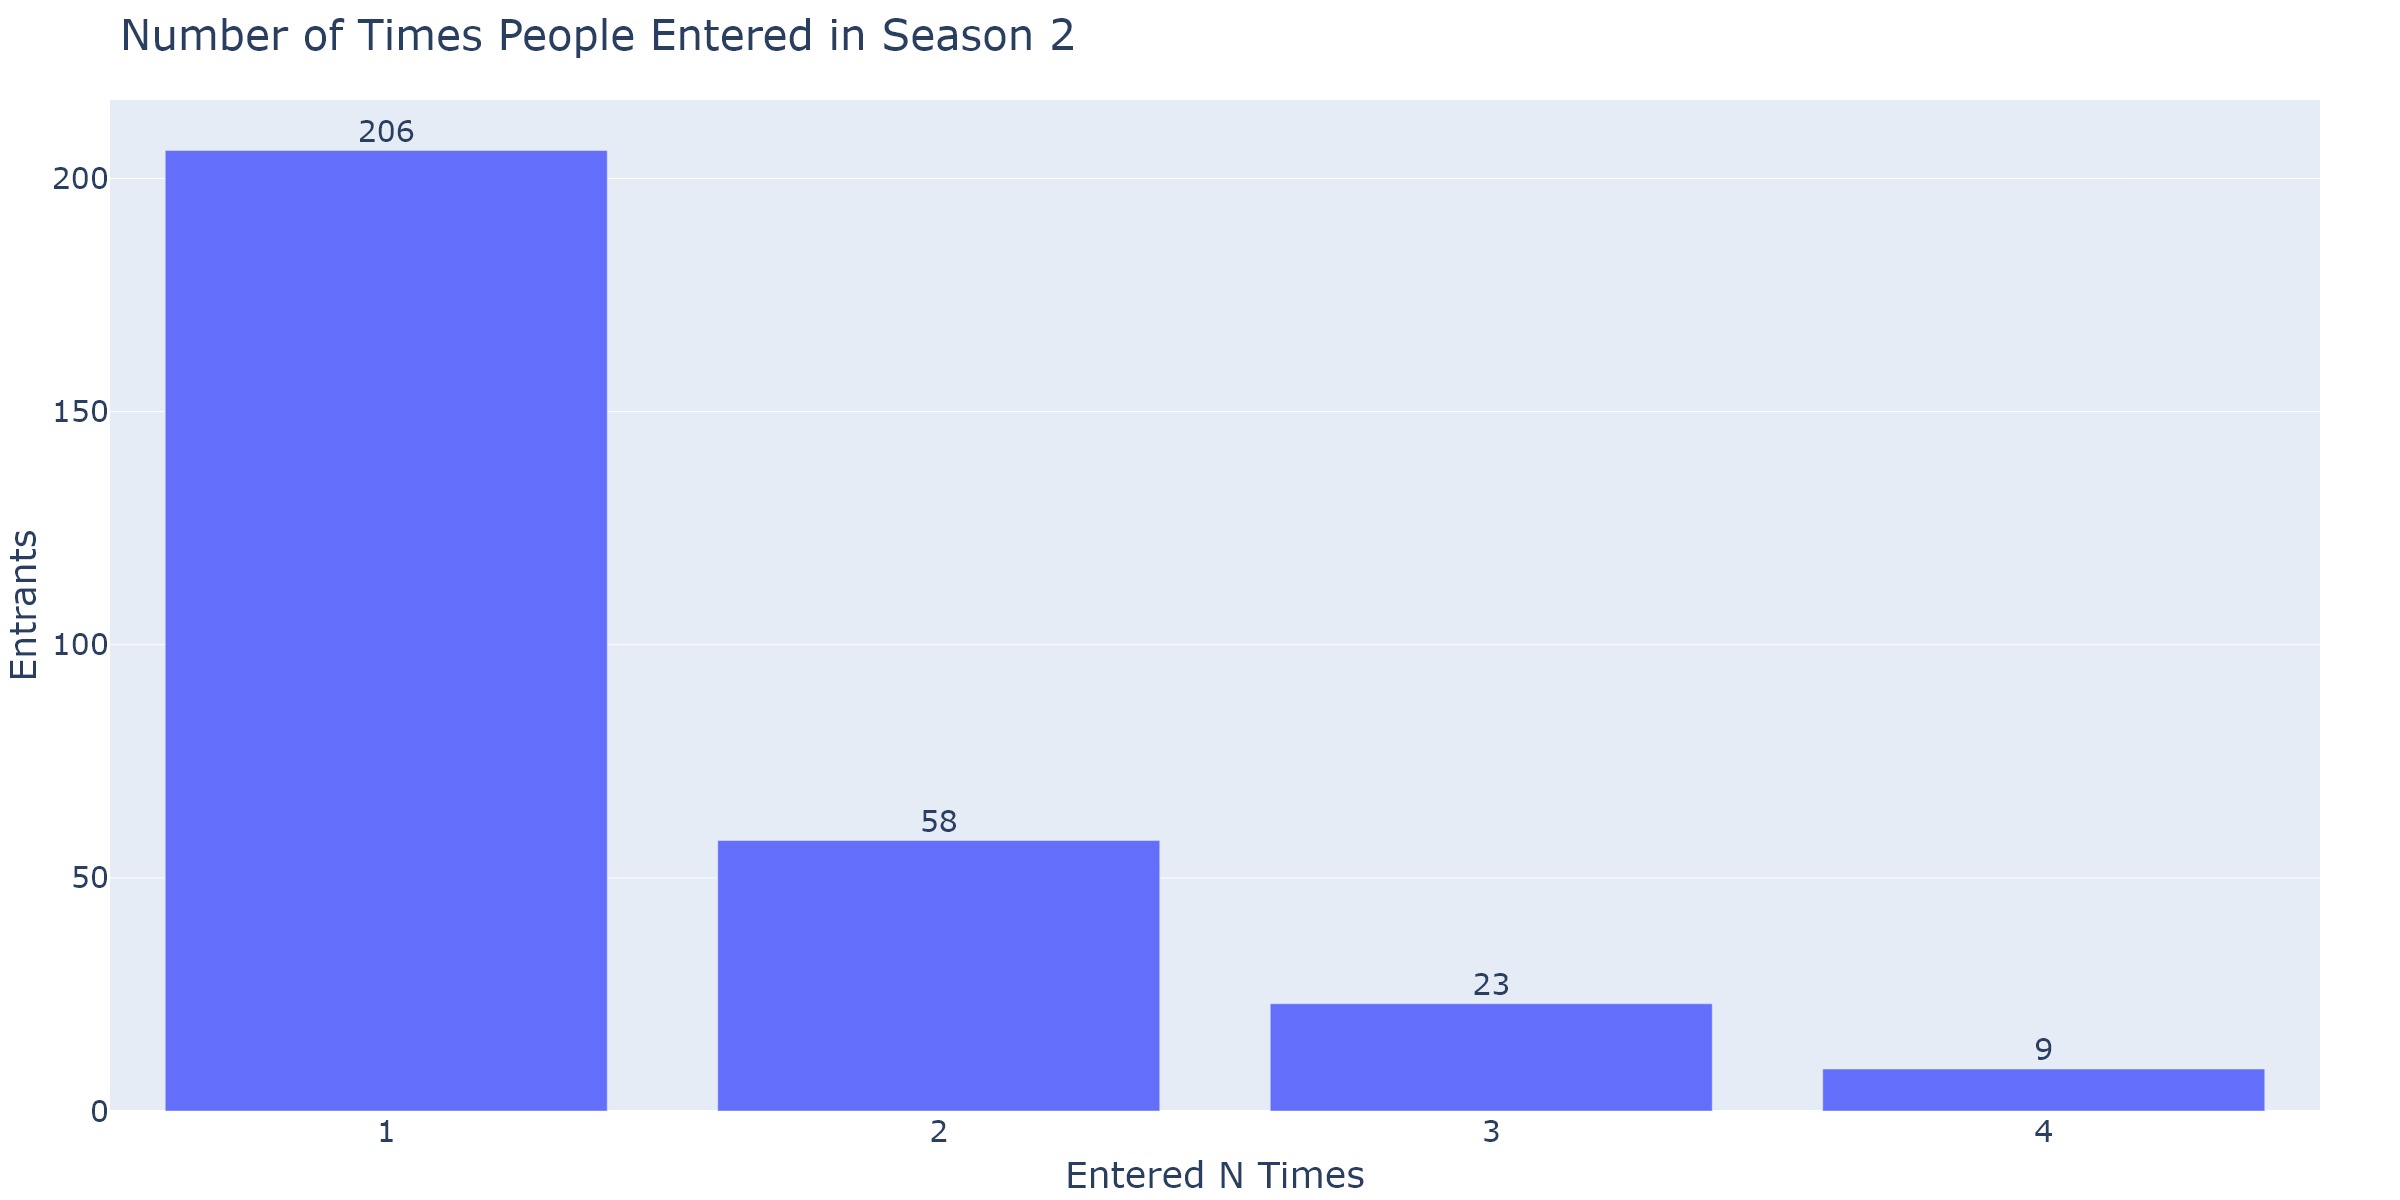 Number of Times People Entered in Season 2
206
200
150
Entrants
100
58
50
23
9
0
1 2 3 4
Entered N Times